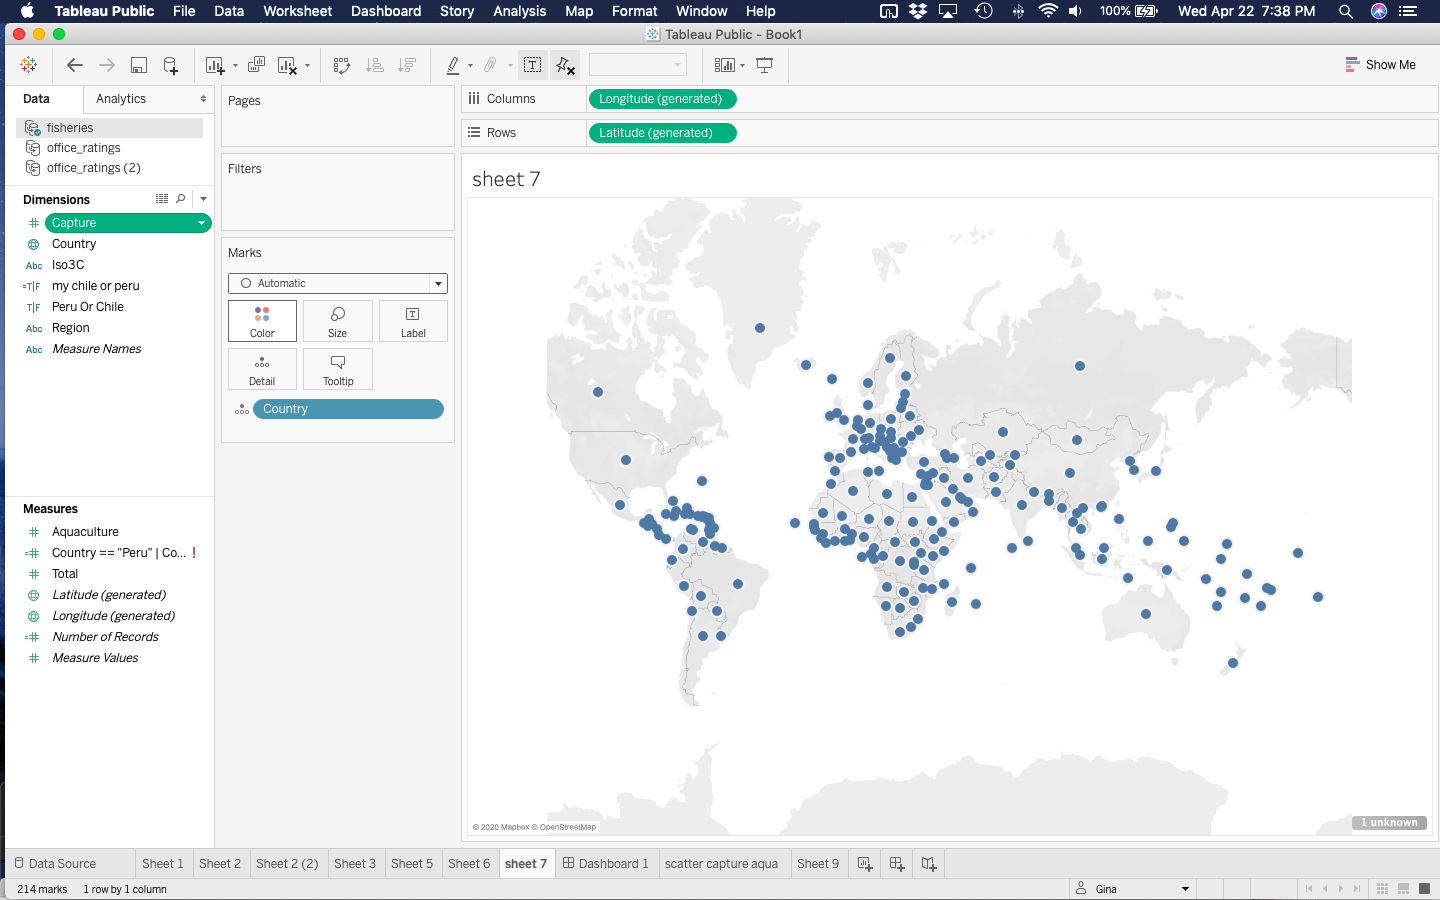 Tableau Public File Data Worksheet Dashboard Story Analysis Map Format Window Help 100% Wed Apr 22 7:38 PM
Tableau Public - Book1
Show Me
Data Analytics
fisheries
office_ratings
office_ratings (2)
Dimensions
Capture
Country
Abc Iso3C
=T|F my chile or peru
T|F Peru Or Chile
Abc Region
Abc Measure Names
Measures
Aquaculture
Country == "Peru" | Co... !
Total
Latitude (generated)
Longitude (generated)
Number of Records
Measure Values
Pages
Filters
Marks
Automatic
Color Size Label
Detail Tooltip
Country
Columns Longitude (generated)
Rows Latitude (generated)
sheet 7
© 2020 Mapbox © OpenStreetMap
1 unknown
Data Source Sheet 1 Sheet 2 Sheet 2 (2) Sheet 3 Sheet 5 Sheet 6 sheet 7 Dashboard 1 scatter capture aqua Sheet 9
214 marks 1 row by 1 column Gina